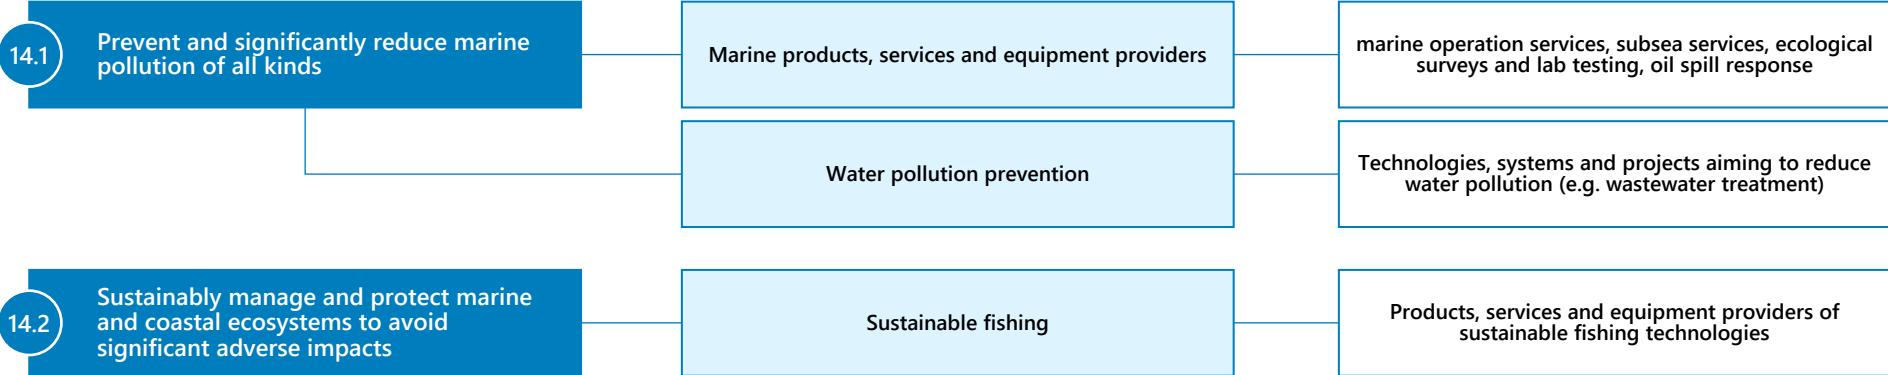 14.1
Prevent and significantly reduce marine
pollution of all kinds
Marine products, services and equipment providers
marine operation services, subsea services, ecological
surveys and lab testing, oil spill response
Water pollution prevention
Technologies, systems and projects aiming to reduce
water pollution (e.g. wastewater treatment)
14.2
Sustainably manage and protect marine
and coastal ecosystems to avoid
significant adverse impacts
Sustainable fishing
Products, services and equipment providers of
sustainable fishing technologies